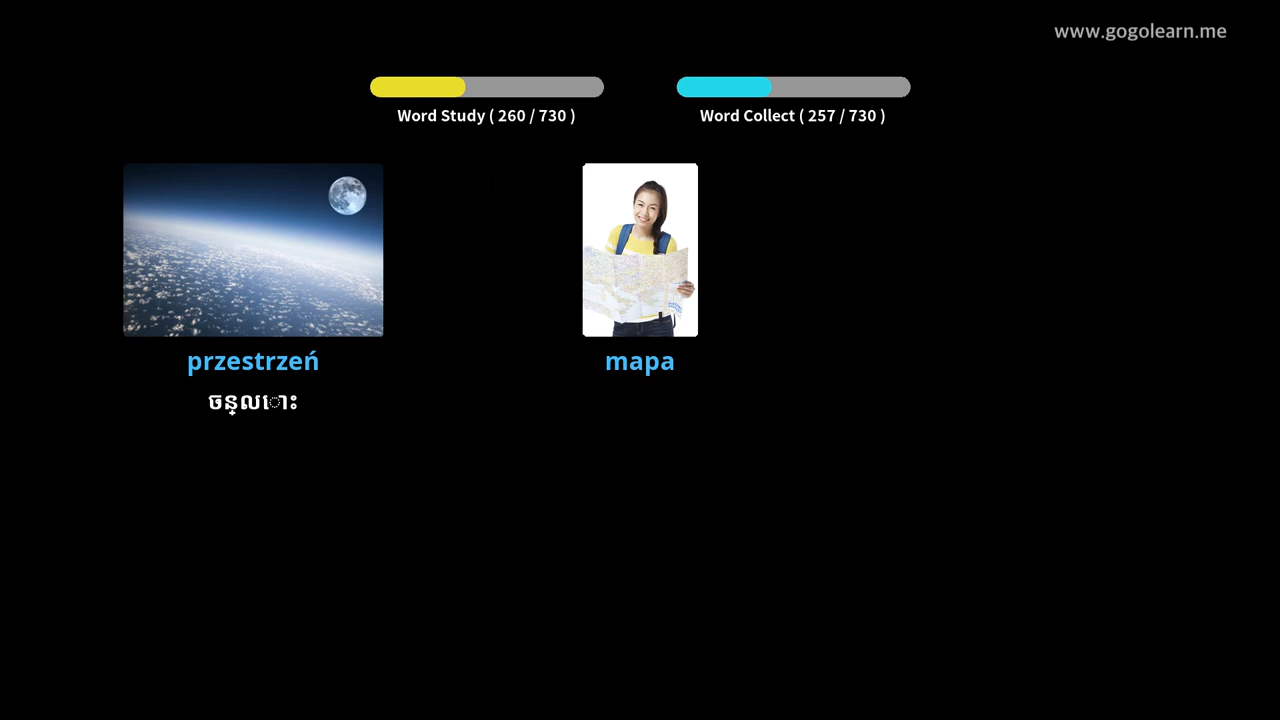 www.gogolearn.me
Word Study ( 260 / 730 )
Word Collect ( 257 / 730 )
przestrzeń
mapa
ចន្លោះ